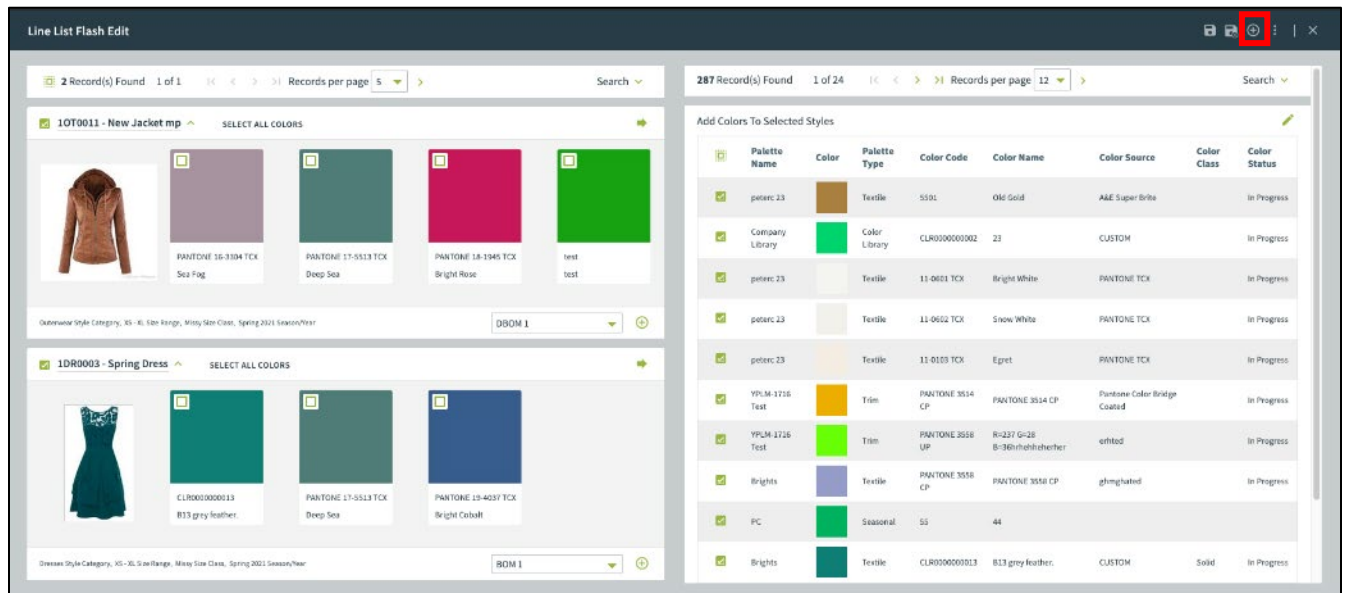 Line List Flash Edit
2 Record(s) Found 1 of 1 Records per page 5 Search
1OT0011 - New Jacket mp SELECT ALL COLORS
PANTONE 16-3304 TCX
Sea Fog
PANTONE 17-5513 TCX
Deep Sea
PANTONE 18-1945 TCX
Bright Rose
test
test
Outerwear Style Category, XS - XL Size Range, Missy Size Class, Spring 2021 Season/Year
DBOM 1
1DR0003 - Spring Dress SELECT ALL COLORS
CLR0000000013
B13 grey feather.
PANTONE 17-5513 TCX
Deep Sea
PANTONE 19-4037 TCX
Bright Cobalt
Dresses Style Category, XS - XL Size Range, Missy Size Class, Spring 2021 Season/Year
BOM 1
287 Record(s) Found 1 of 24 Records per page 12 Search
Add Colors To Selected Styles
Palette Name Color Palette Type Color Code Color Name Color Source Color Class Color Status
peterc 23 Textile 5501 Old Gold A&E Super Brite In Progress
Company Library Color Library CLR0000000002 23 CUSTOM In Progress
peterc 23 Textile 11-0601 TCX Bright White PANTONE TCX In Progress
peterc 23 Textile 11-0602 TCX Snow White PANTONE TCX In Progress
peterc 23 Textile 11-0103 TCX Egret PANTONE TCX In Progress
YPLM-1716 Test Trim PANTONE 3514 CP PANTONE 3514 CP Pantone Color Bridge Coated In Progress
YPLM-1716 Test Trim PANTONE 3558 UP R=237 G=28 B=36hrhehheherher erhted In Progress
Brights Textile PANTONE 3558 CP PANTONE 3558 CP ghmghated In Progress
PC Seasonal 55 44 In Progress
Brights Textile CLR0000000013 B13 grey feather. CUSTOM Solid In Progress